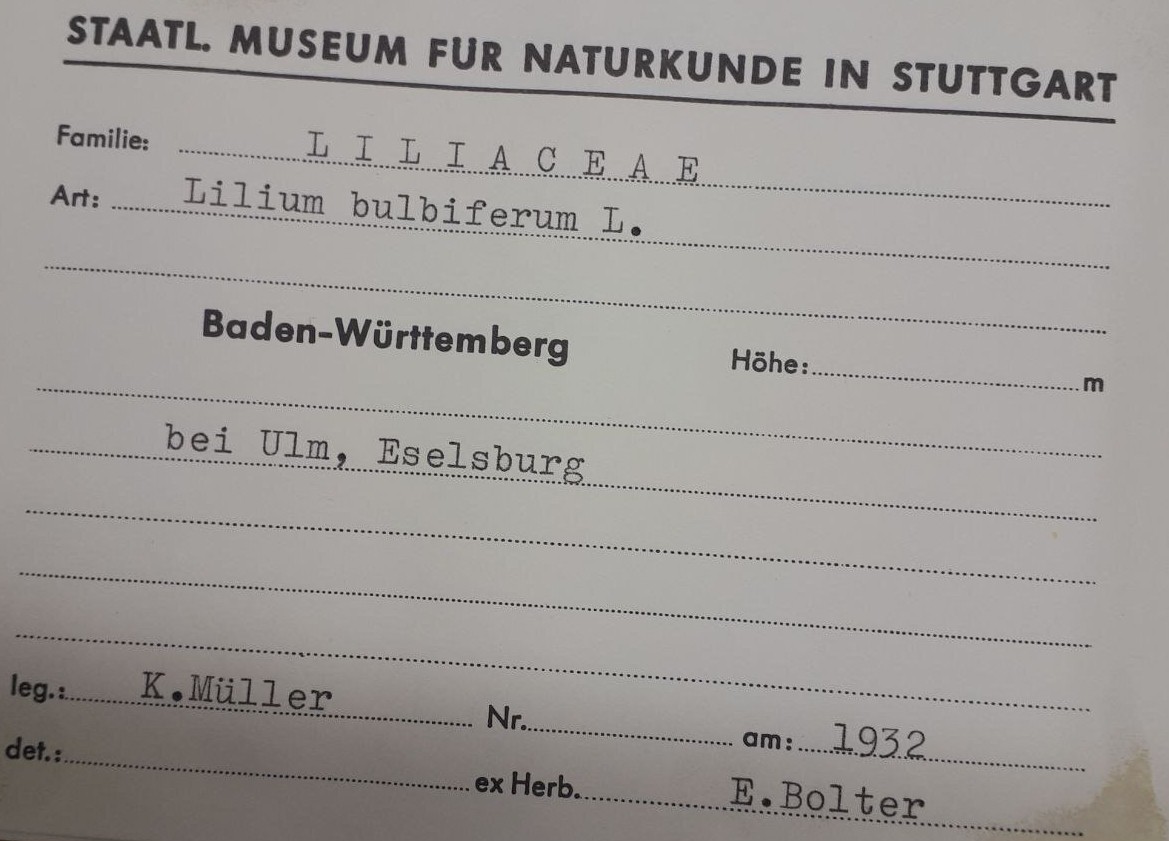 STAATL. MUSEUM FÜR NATURKUNDE IN STUTTGART
Familie: LILIACEAE
Art: Lilium bulbiferum L.
Baden-Württemberg Höhe: m
bei Ulm, Eselsburg
leg.: K.Müller Nr. am: 1932
det.: ex Herb. E.Bolter